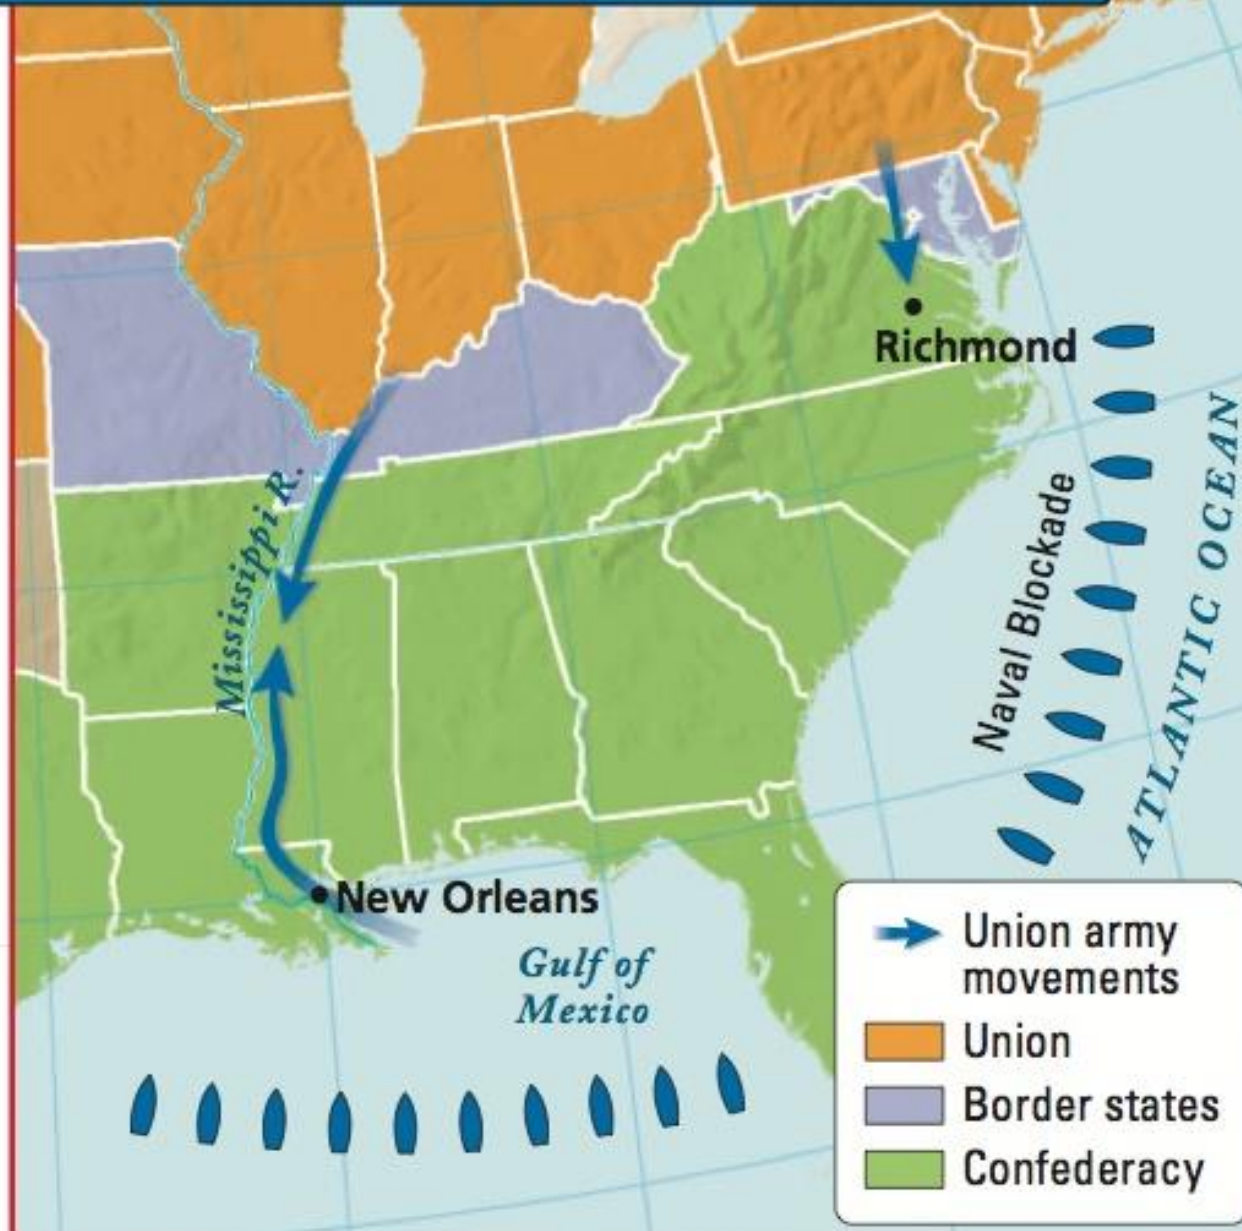 Richmond
Mississippi R.
Naval Blockade
ATLANTIC OCEAN
New Orleans
Gulf of
Mexico
Union army
movements
Union
Border states
Confederacy